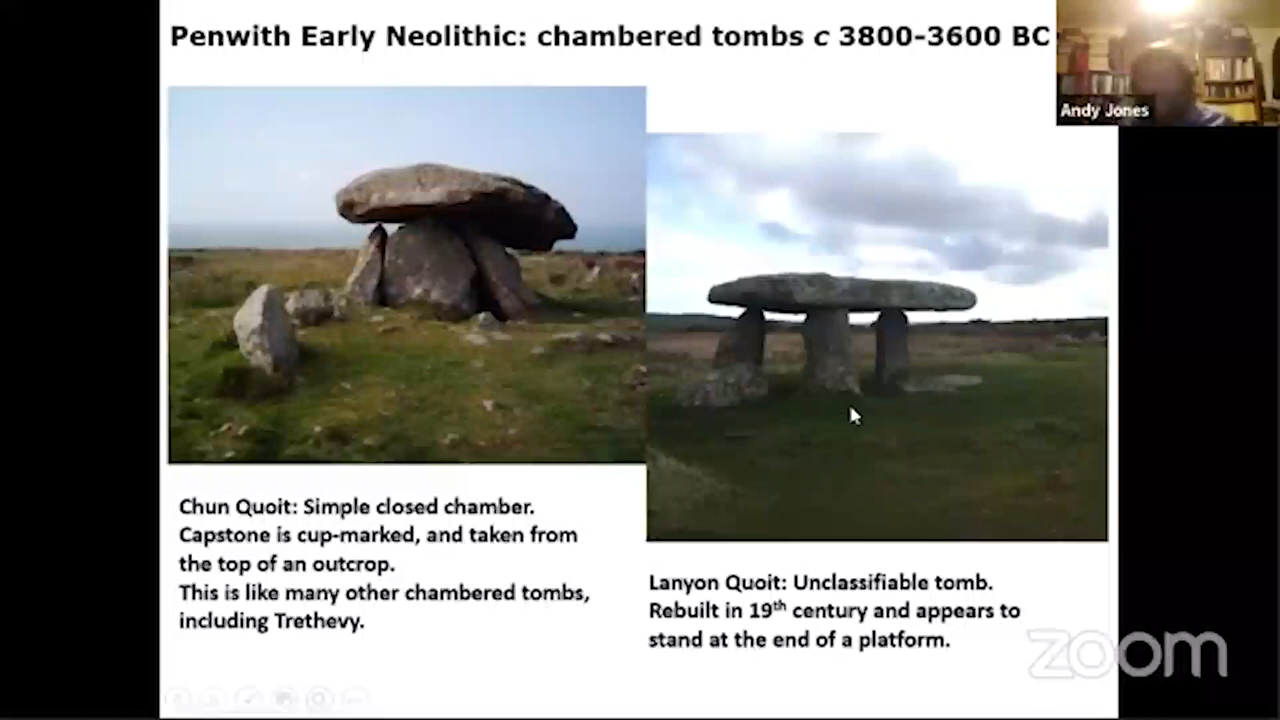 Penwith Early Neolithic: chambered tombs c 3800-3600 BC
Andy Jones
Chun Quoit: Simple closed chamber.
Capstone is cup-marked, and taken from
the top of an outcrop.
This is like many other chambered tombs,
including Trethevy.
Lanyon Quoit: Unclassifiable tomb.
Rebuilt in 19th century and appears to
stand at the end of a platform.
zoom